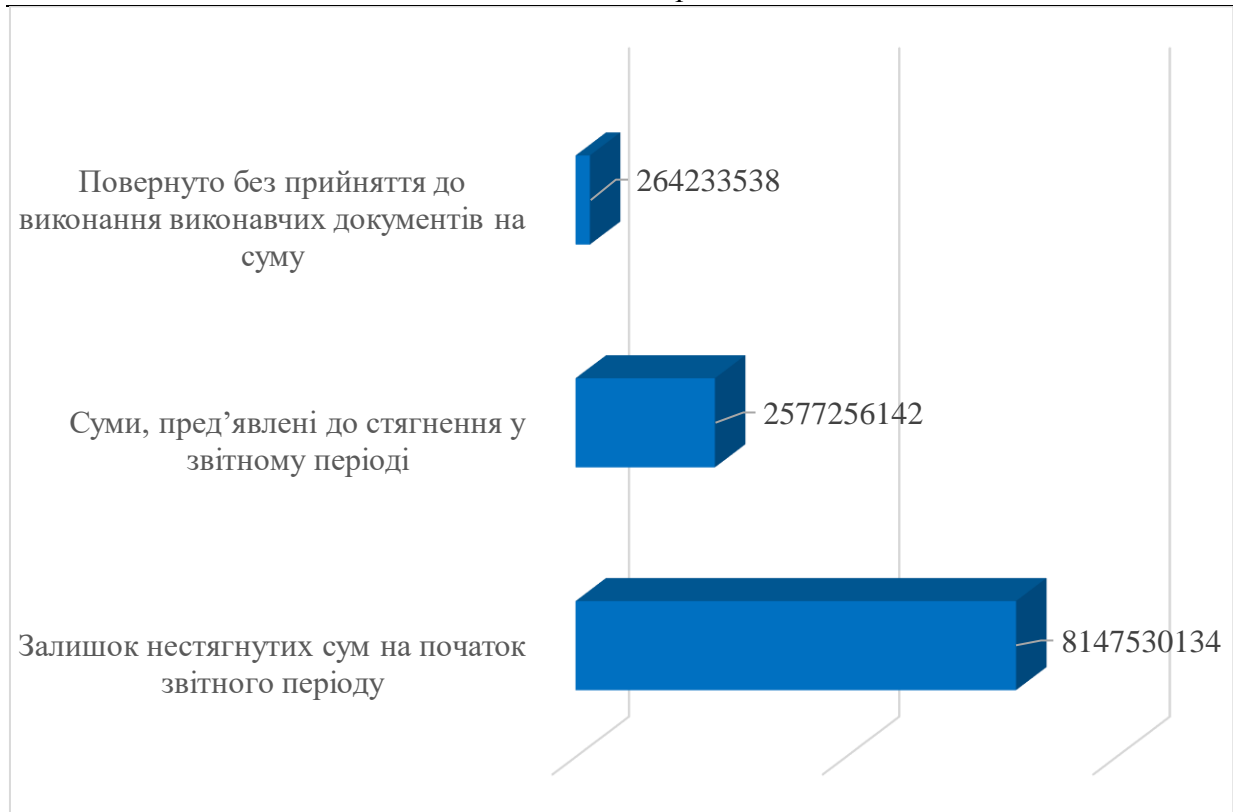 Повернуто без прийняття до
виконання виконавчих документів на
суму
264233538
Суми, пред’явлені до стягнення у
звітному періоді
2577256142
Залишок нестягнутих сум на початок
звітного періоду
8147530134